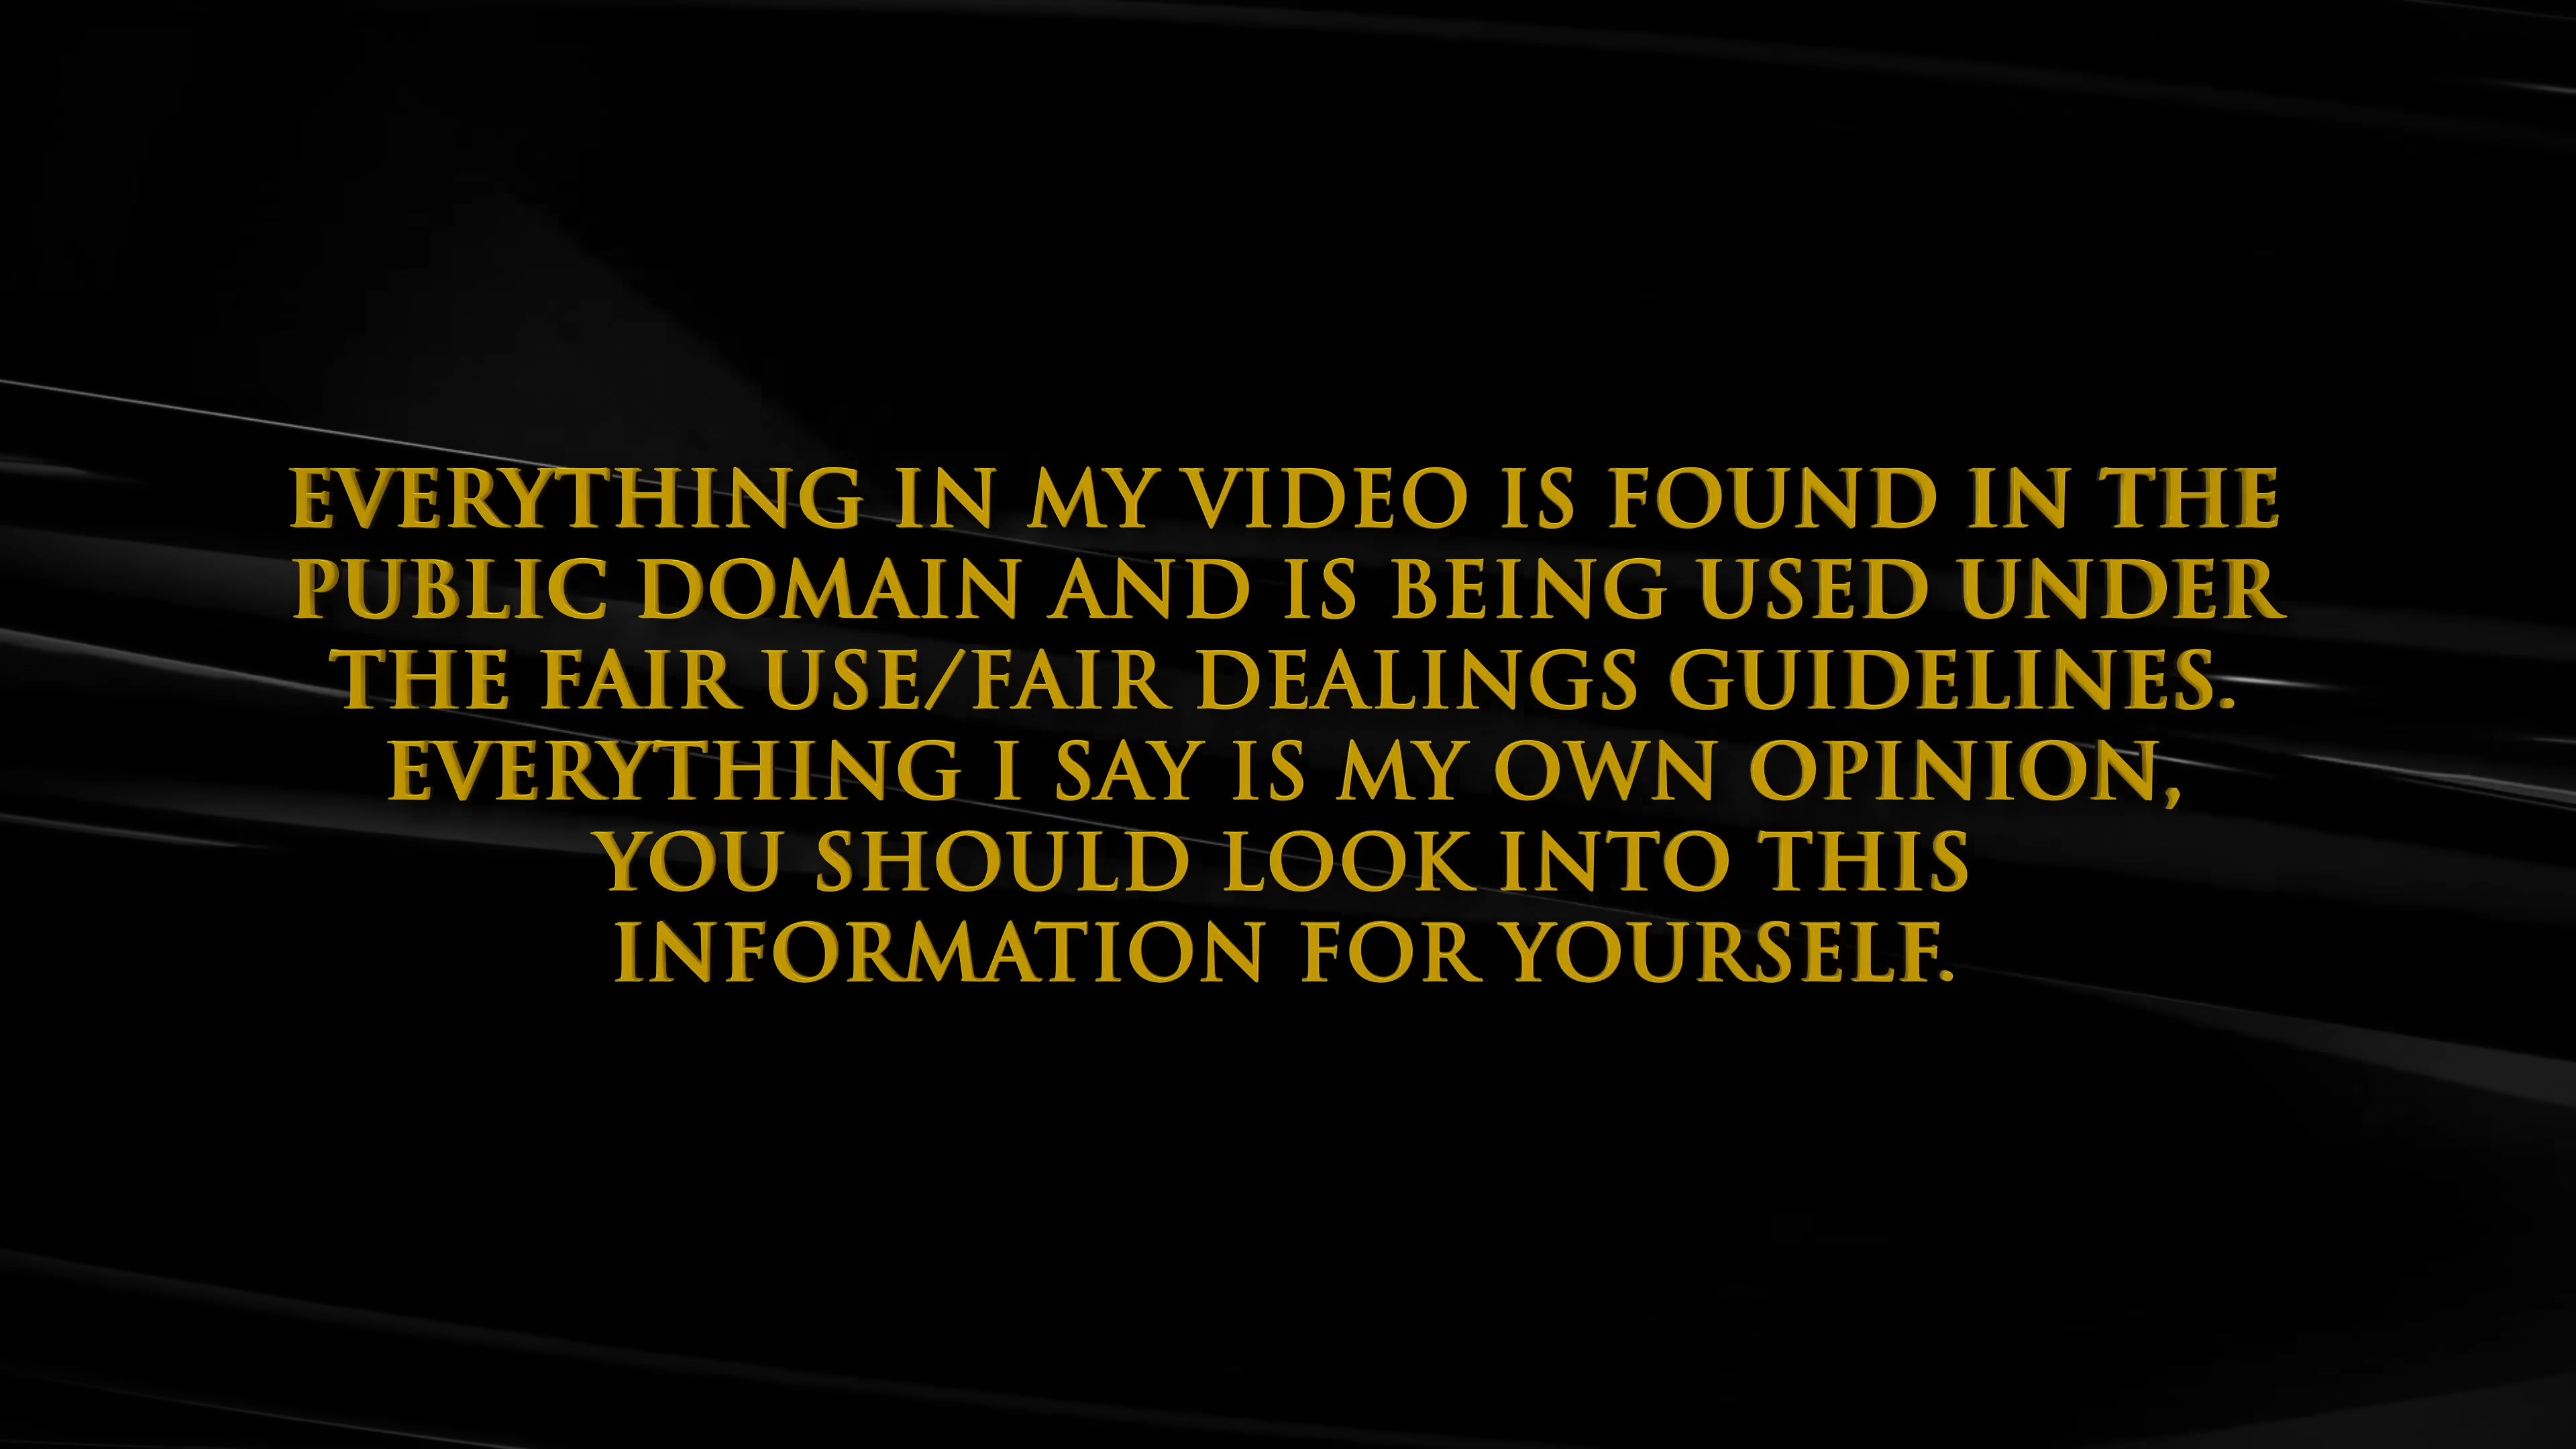 EVERYTHING IN MY VIDEO IS FOUND IN THE
PUBLIC DOMAIN AND IS BEING USED UNDER
THE FAIR USE/FAIR DEALINGS GUIDELINES.
EVERYTHING I SAY IS MY OWN OPINION,
YOU SHOULD LOOK INTO THIS
INFORMATION FOR YOURSELF.